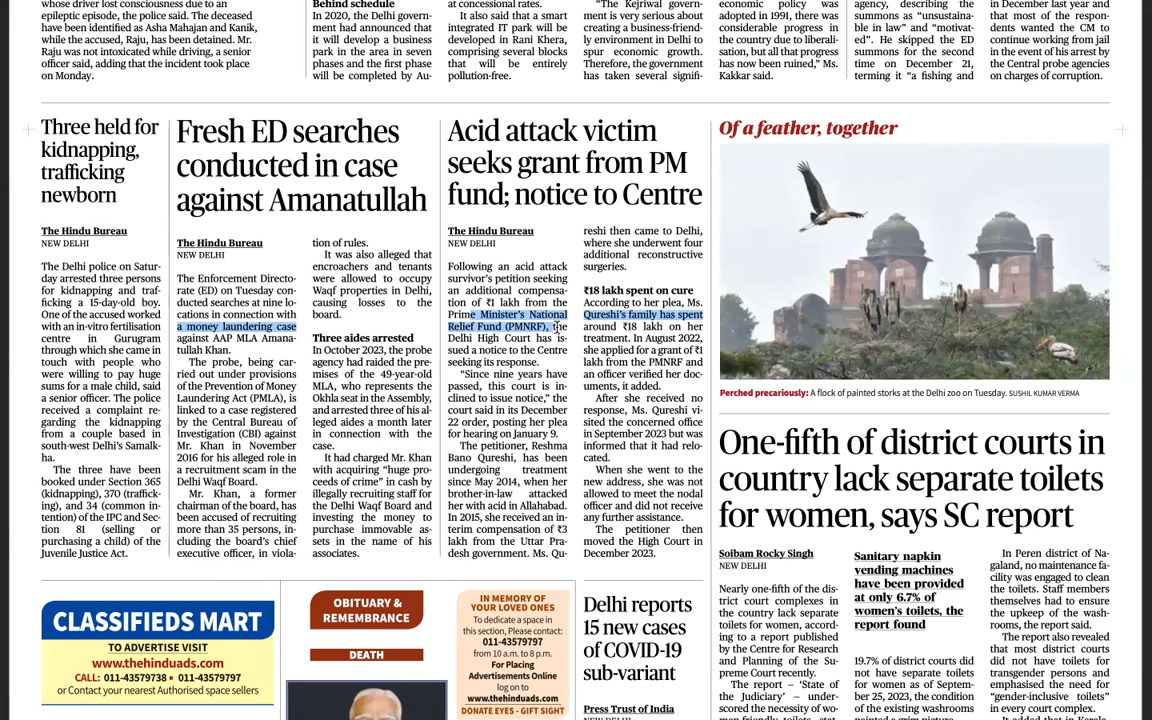 whose driver lost consciousness due to an
epileptic episode, the police said. The deceased
have been identified as Asha Mahajan and Kanik,
while the accused, Raju, has been detained. Mr.
Raju was not intoxicated while driving, a senior
officer said, adding that the incident took place
on Monday.
Behind schedule
In 2020, the Delhi govern-
ment had announced that
it will develop a business
park in the area in seven
phases and the first phase
will be completed by Au-
at concessional rates.
It also said that a smart
integrated IT park will be
developed in Rani Khera,
comprising several blocks
that will be entirely
pollution-free.
"The Kejriwal govern-
ment is very serious about
creating a business-friend-
ly environment in Delhi to
spur economic growth.
Therefore, the government
has taken several signifi-
economic policy was
adopted in 1991, there was
considerable progress in
the country due to liberali-
sation, but all that progress
has now been ruined," Ms.
Kakkar said.
agency, describing the
summons as "unsustaina-
ble in law" and "motivat-
ed". He skipped the ED
summons for the second
time on December 21,
terming it "a fishing and
in December last year and
that most of the respon-
dents wanted the CM to
continue working from jail
in the event of his arrest by
the Central probe agencies
on charges of corruption.
Three held for
kidnapping,
trafficking
newborn
The Hindu Bureau
NEW DELHI
The Delhi police on Satur-
day arrested three persons
for kidnapping and traf-
ficking a 15-day-old boy.
One of the accused worked
with an in-vitro fertilisation
centre in Gurugram
through which she came in
touch with people who
were willing to pay huge
sums for a male child, said
a senior officer. The police
received a complaint re-
garding the kidnapping
from a couple based in
south-west Delhi's Samalk-
ha.
The three have been
booked under Section 365
(kidnapping), 370 (traffick-
ing), and 34 (common in-
tention) of the IPC and Sec-
tion 81 (selling or
purchasing a child) of the
Juvenile Justice Act.
Fresh ED searches
conducted in case
against Amanatullah
The Hindu Bureau
NEW DELHI
The Enforcement Directo-
rate (ED) on Tuesday con-
ducted searches at nine lo-
cations in connection with
a money laundering case
against AAP MLA Amana-
tullah Khan.
The probe, being car-
ried out under provisions
of the Prevention of Money
Laundering Act (PMLA), is
linked to a case registered
by the Central Bureau of
Investigation (CBI) against
Mr. Khan in November
2016 for his alleged role in
a recruitment scam in the
Delhi Waqf Board.
Mr. Khan, a former
chairman of the board, has
been accused of recruiting
more than 35 persons, in-
cluding the board's chief
executive officer, in viola-
tion of rules.
It was also alleged that
encroachers and tenants
were allowed to occupy
Waqf properties in Delhi,
causing losses to the
board.
Three aides arrested
In October 2023, the probe
agency had raided the pre-
mises of the 49-year-old
MLA, who represents the
Okhla seat in the Assembly,
and arrested three of his al-
leged aides a month later
in connection with the
case.
It had charged Mr. Khan
with acquiring "huge pro-
ceeds of crime" in cash by
illegally recruiting staff for
the Delhi Waqf Board and
investing the money to
purchase immovable as-
sets in the name of his
associates.
Acid attack victim
seeks grant from PM
fund; notice to Centre
The Hindu Bureau
NEW DELHI
Following an acid attack
survivor's petition seeking
an additional compensa-
tion of ₹1 lakh from the
Prime Minister's National
Relief Fund (PMNRF), the
Delhi High Court has is-
sued a notice to the Centre
seeking its response.
"Since nine years have
passed, this court is in-
clined to issue notice," the
court said in its December
22 order, posting her plea
for hearing on January 9.
The petitioner, Reshma
Bano Qureshi, has been
undergoing treatment
since May 2014, when her
brother-in-law attacked
her with acid in Allahabad.
In 2015, she received an in-
terim compensation of ₹3
lakh from the Uttar Pra-
desh government. Ms. Qu-
reshi then came to Delhi,
where she underwent four
additional reconstructive
surgeries.
₹18 lakh spent on cure
According to her plea, Ms.
Qureshi's family has spent
around ₹18 lakh on her
treatment. In August 2022,
she applied for a grant of ₹1
lakh from the PMNRF and
an officer verified her doc-
uments, it added.
After she received no
response, Ms. Qureshi vi-
sited the concerned office
in September 2023 but was
informed that it had relo-
cated.
When she went to the
new address, she was not
allowed to meet the nodal
officer and did not receive
any further assistance.
The petitioner then
moved the High Court in
December 2023.
Of a feather, together
Perched precariously: A flock of painted storks at the Delhi zoo on Tuesday. SUSHIL KUMAR VERMA
One-fifth of district courts in
country lack separate toilets
for women, says SC report
Soibam Rocky Singh
NEW DELHI
Nearly one-fifth of the dis-
trict court complexes in
the country lack separate
toilets for women, accord-
ing to a report published
by the Centre for Research
and Planning of the Su-
preme Court recently.
The report – 'State of
the Judiciary' – under-
scored the necessity of wo-
men-friendly toilets, stat-
Sanitary napkin
vending machines
have been provided
at only 6.7% of
women's toilets, the
report found
19.7% of district courts did
not have separate toilets
for women as of Septem-
ber 25, 2023, the condition
of the existing washrooms
painted a grim picture.
In Peren district of Na-
galand, no maintenance fa-
cility was engaged to clean
the toilets. Staff members
themselves had to ensure
the upkeep of the wash-
rooms, the report said.
The report also revealed
that most district courts
did not have toilets for
transgender persons and
emphasised the need for
"gender-inclusive toilets"
in every court complex.
It added that in Kerala,
CLASSIFIEDS MART
TO ADVERTISE VISIT
www.thehinduads.com
CALL: 011-43579738 ▪ 011-43579797
or Contact your nearest Authorised space sellers
OBITUARY &
REMEMBRANCE
DEATH
IN MEMORY OF
YOUR LOVED ONES
To dedicate a space in
this section, Please contact:
011-43579797
from 10 a.m. to 8 p.m.
For Placing
Advertisements Online
log on to
www.thehinduads.com
DONATE EYES - GIFT SIGHT
Delhi reports
15 new cases
of COVID-19
sub-variant
Press Trust of India
NEW DELHI